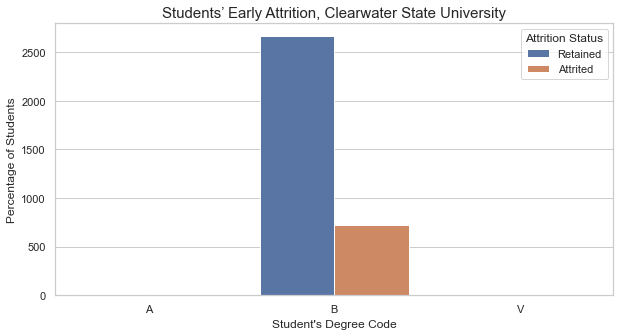 Students’ Early Attrition, Clearwater State University
Attrition Status
Retained
Attrited
Percentage of Students
2500
2000
1500
1000
500
0
A B V
Student's Degree Code